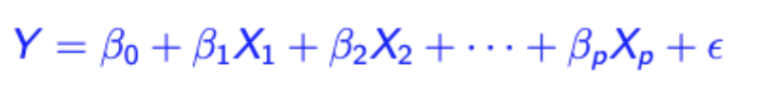 Y = β₀ + β₁X₁ + β₂X₂ + ⋯ + βₚXₚ + ϵ